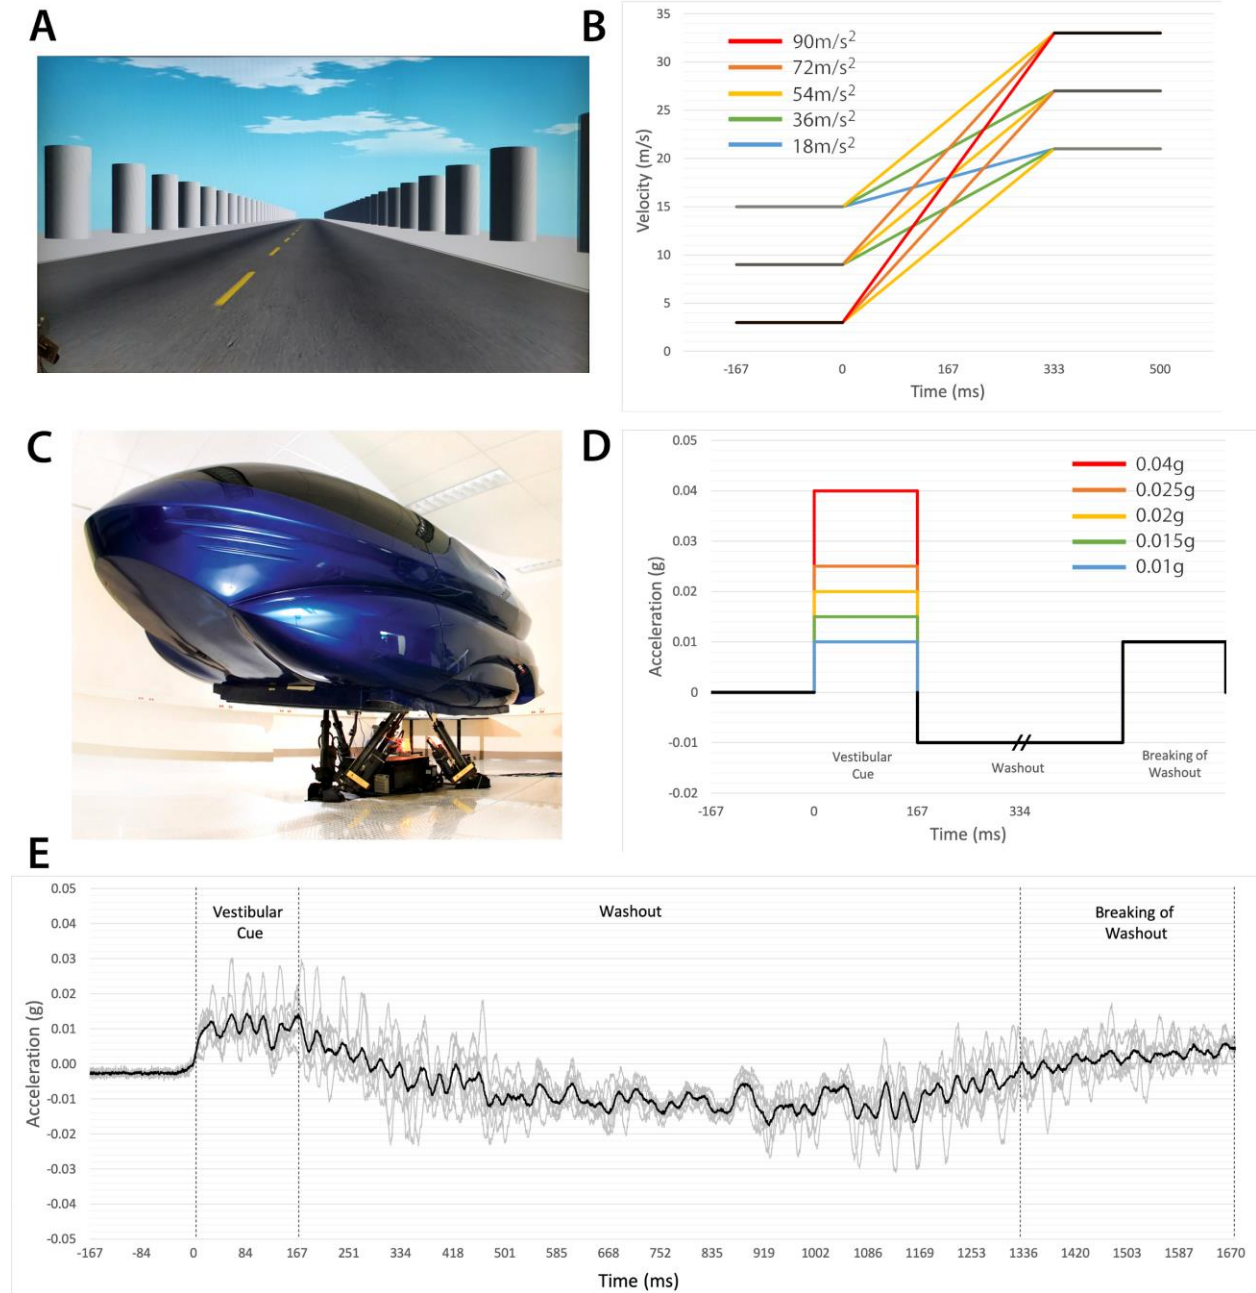 A
B
35
30
25
20
15
10
5
0
Velocity (m/s)
90m/s²
72m/s²
54m/s²
36m/s²
18m/s²
-167
0
167
333
500
Time (ms)
C
D
0.05
0.04
0.03
0.02
0.01
0
-0.01
-0.02
Acceleration (g)
0.04g
0.025g
0.02g
0.015g
0.01g
Vestibular
Cue
Washout
Breaking of
Washout
-167
0
167
334
Time (ms)
E
0.05
0.04
0.03
0.02
0.01
0.00
-0.01
-0.02
-0.03
-0.04
-0.05
Acceleration (g)
Vestibular
Cue
Washout
Breaking of
Washout
-167 -84 0 84 167 251 334 418 501 585 668 752 835 919 1002 1086 1169 1253 1336 1420 1503 1587 1670
Time (ms)